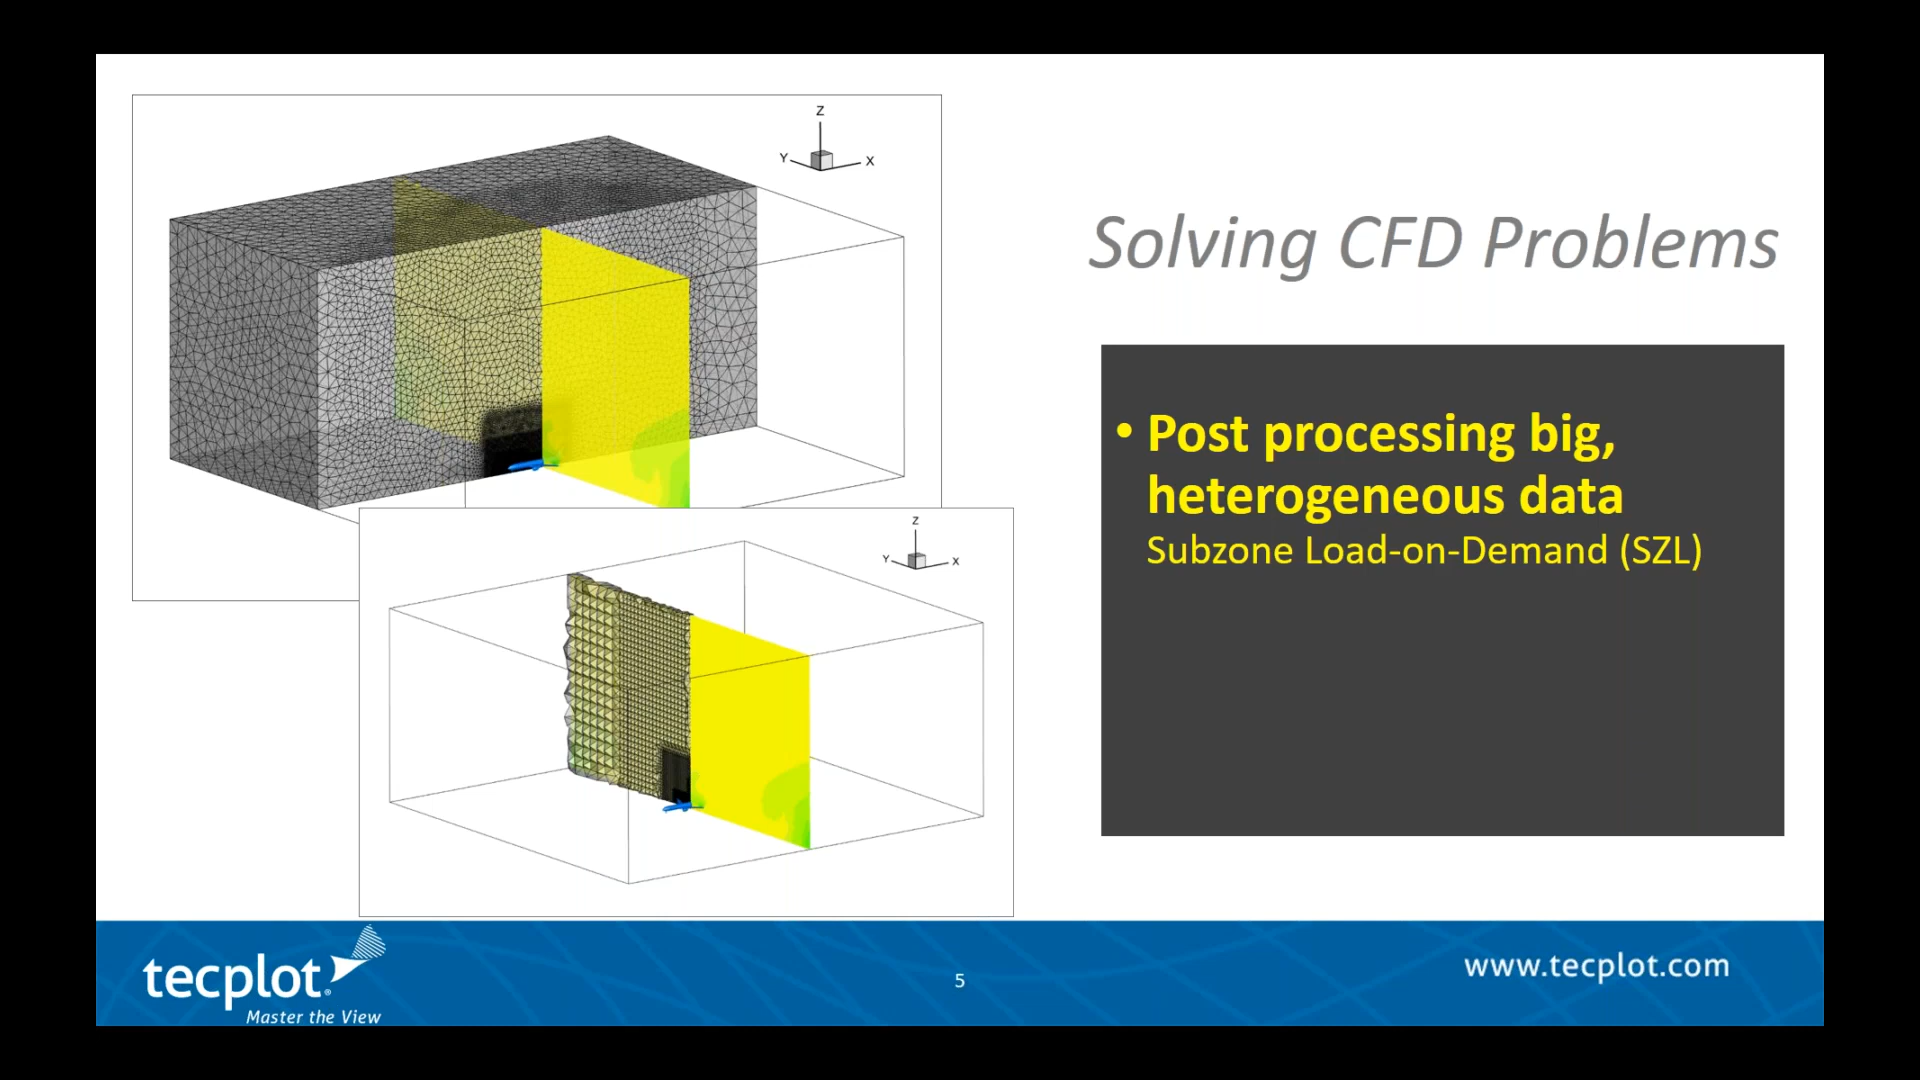 Z
Y
X
Solving CFD Problems
• Post processing big,
heterogeneous data
Subzone Load-on-Demand (SZL)
Z
Y
X
tecplot®
Master the View
5
www.tecplot.com